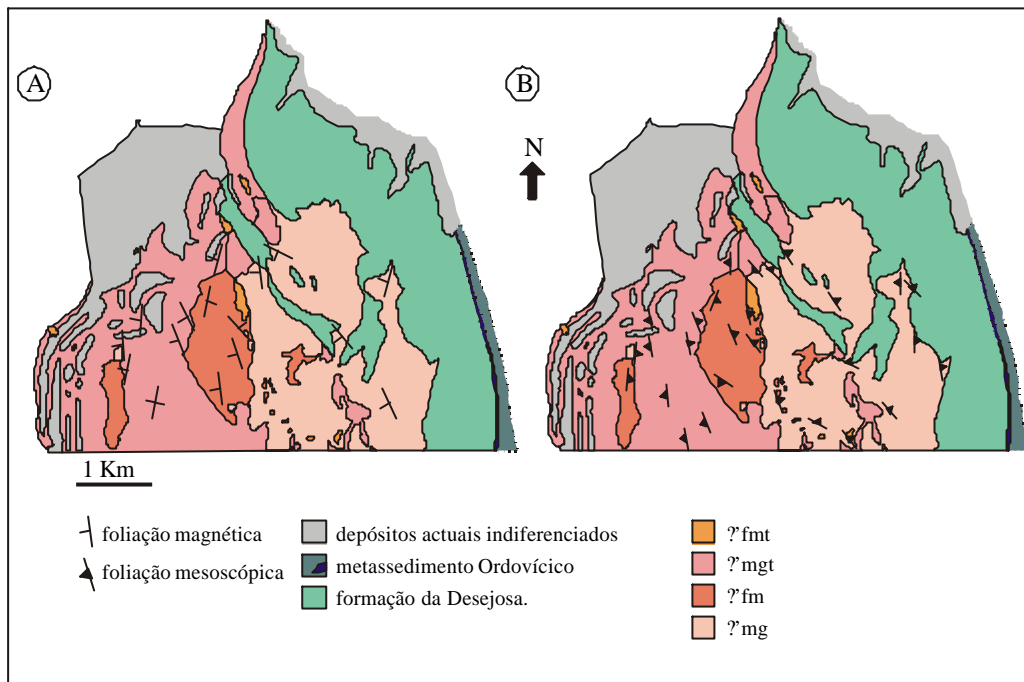 A
B
N
1 Km
foliação magnética
foliação mesoscópica
depósitos actuais indiferenciados
metassedimento Ordovícico
formação da Desejosa.
?’fmt
?’mgt
?’fm
?’mg